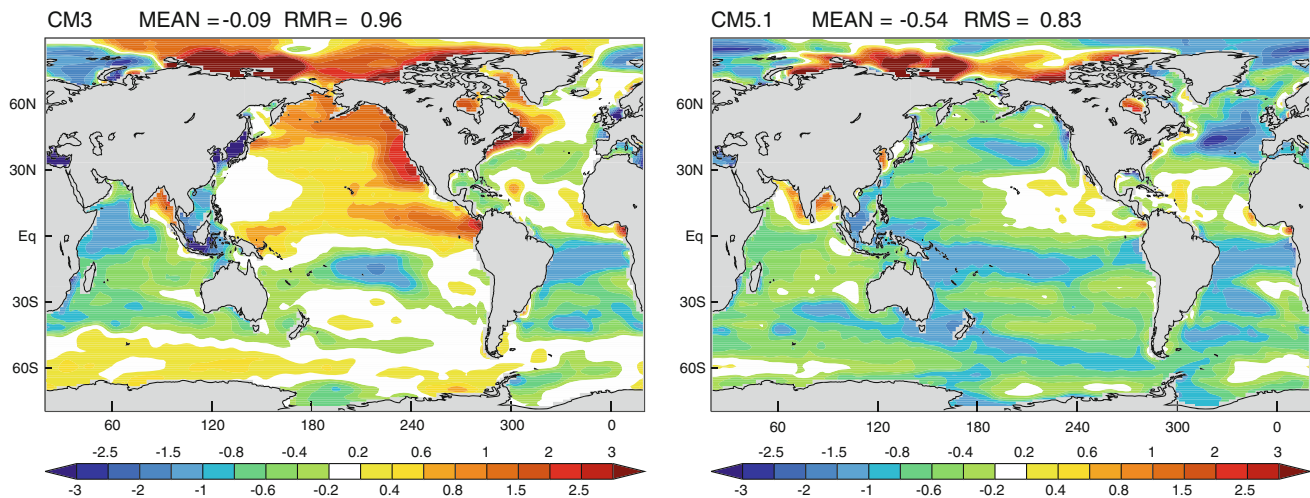 CM3 MEAN = -0.09 RMR = 0.96
CM5.1 MEAN = -0.54 RMS = 0.83
60N
30N
Eq
30S
60S
60 120 180 240 300 0
-2.5 -1.5 -0.8 -0.4 0.2 0.6 1 2 3
-3 -2 -1 -0.6 -0.2 0.4 0.8 1.5 2.5
60N
30N
Eq
30S
60S
60 120 180 240 300 0
-2.5 -1.5 -0.8 -0.4 0.2 0.6 1 2 3
-3 -2 -1 -0.6 -0.2 0.4 0.8 1.5 2.5